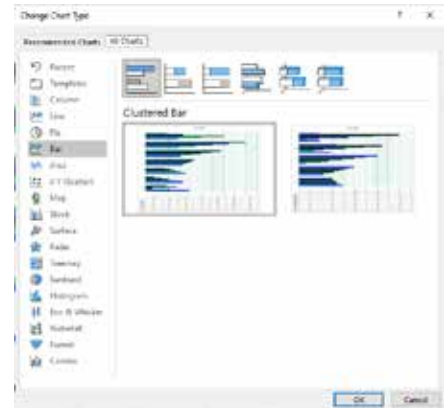 Change Chart Type
? ×
Recommended Charts All Charts
Recent
Templates
Column
Line
Pie
Bar
Area
X Y (Scatter)
Map
Stock
Surface
Radar
Treemap
Sunburst
Histogram
Box & Whisker
Waterfall
Funnel
Combo
Clustered Bar
OK Cancel